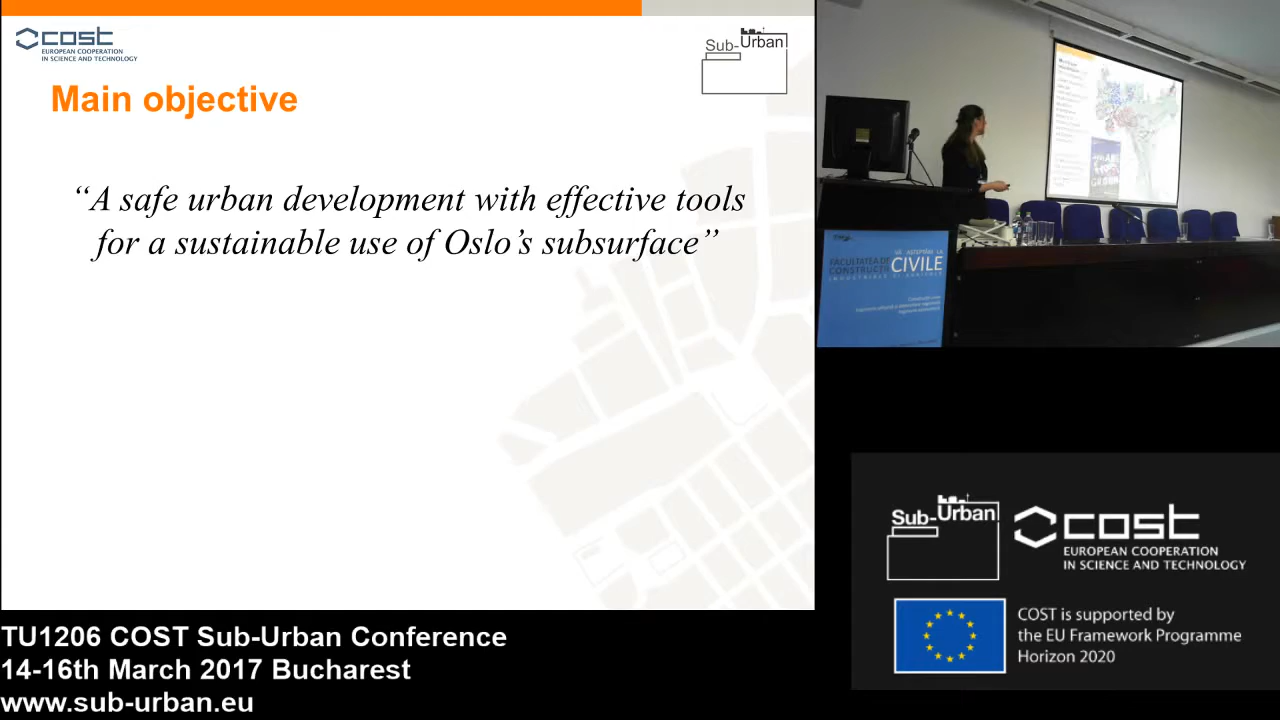 COST
EUROPEAN COOPERATION
IN SCIENCE AND TECHNOLOGY
Sub-Urban
Main objective
“A safe urban development with effective tools
for a sustainable use of Oslo’s subsurface”
FACULTATEA DE
CONSTRUCȚII CIVILE
Sub-Urban
COST
EUROPEAN COOPERATION
IN SCIENCE AND TECHNOLOGY
COST is supported by
the EU Framework Programme
Horizon 2020
TU1206 COST Sub-Urban Conference
14-16th March 2017 Bucharest
www.sub-urban.eu